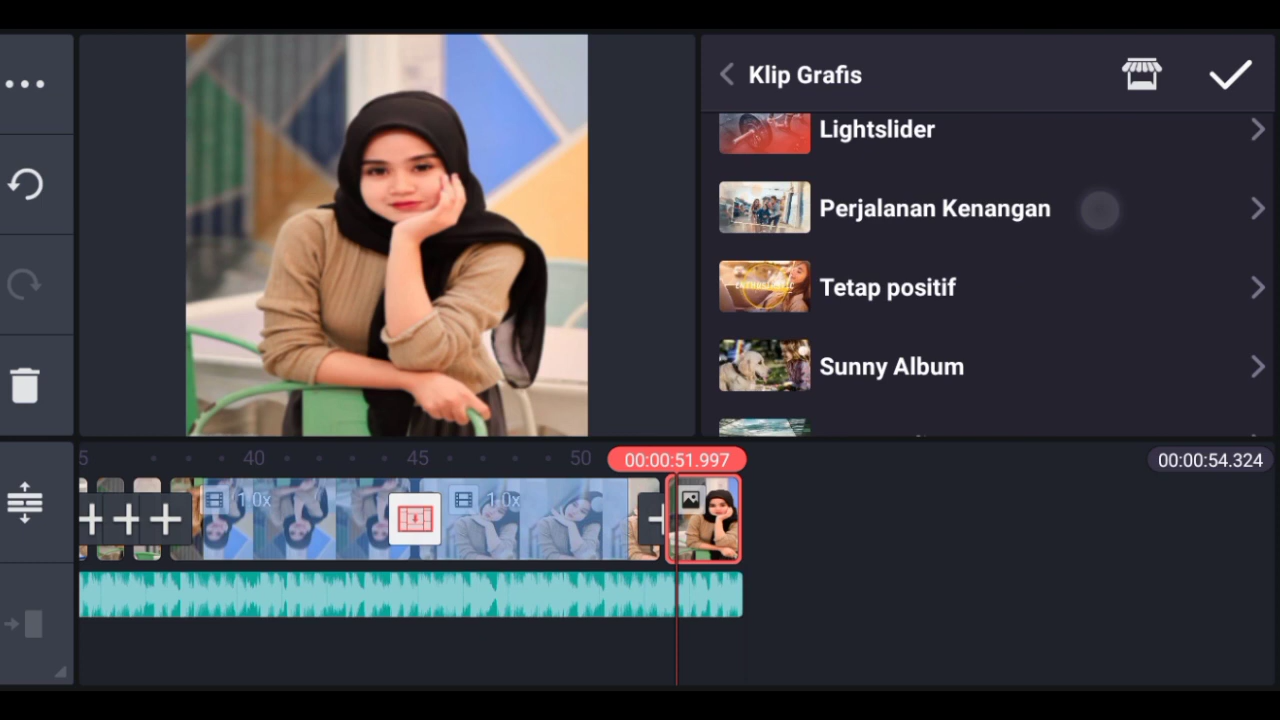 Klip Grafis
Lightslider
Perjalanan Kenangan
Tetap positif
Sunny Album
5
40
45
50
00:00:51.997
00:00:54.324
1.0x
1.0x